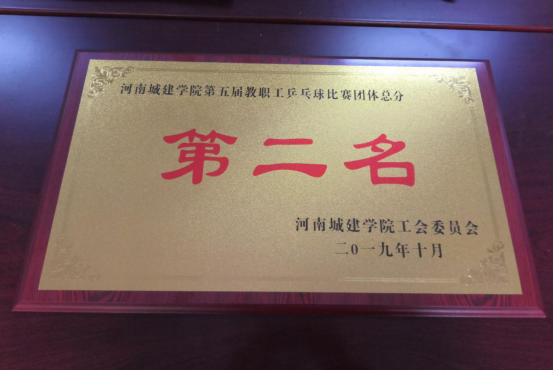 河南城建学院第五届教职工乒乓球比赛团体总分
第二名
河南城建学院工会委员会
二0一九年十月